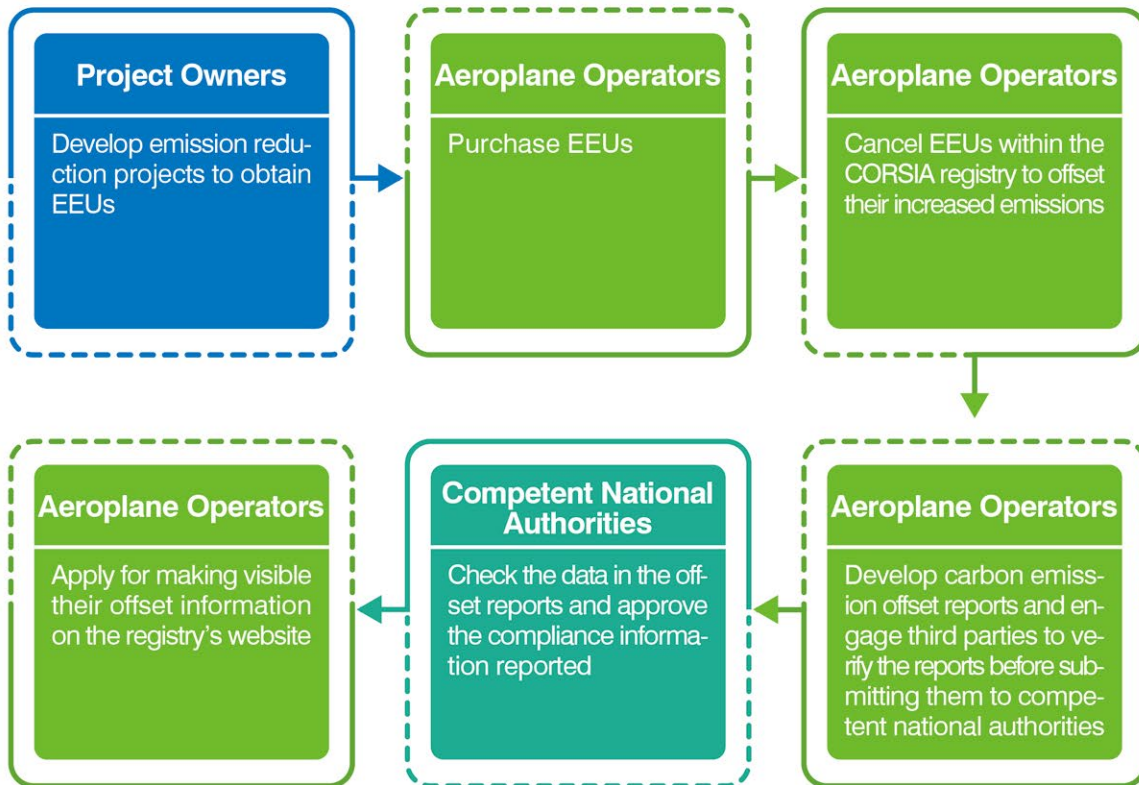 Project Owners
Develop emission redu-
ction projects to obtain
EEUs
Aeroplane Operators
Purchase EEUs
Aeroplane Operators
Cancel EEUs within the
CORSIA registry to offset
their increased emissions
Aeroplane Operators
Develop carbon emiss-
ion offset reports and en-
gage third parties to ve-
rify the reports before sub-
mitting them to compe-
tent national authorities
Competent National
Authorities
Check the data in the off-
set reports and approve
the compliance informa-
tion reported
Aeroplane Operators
Apply for making visible
their offset information
on the registry's website